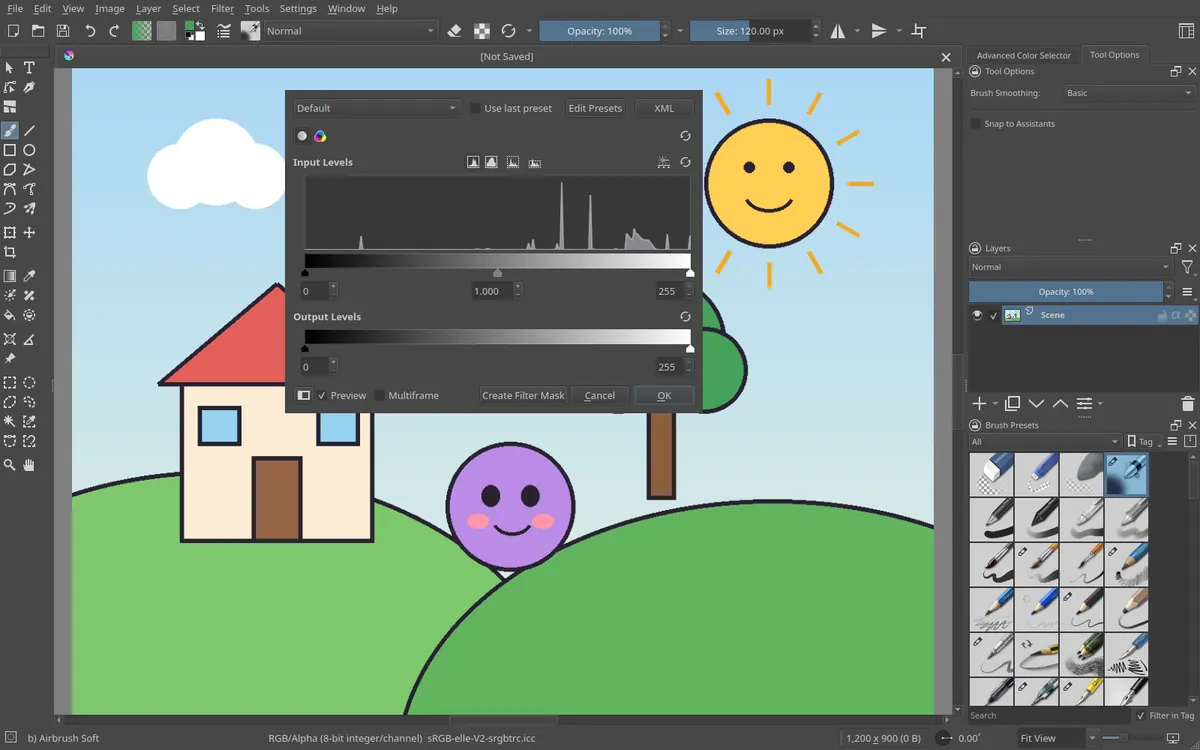 File Edit View Image Layer Select Filter Tools Settings Window Help
Normal
Opacity: 100%
Size: 120.00 px
[Not Saved]
Advanced Color Selector
Tool Options
Tool Options
Brush Smoothing:
Basic
Snap to Assistants
Default
Use last preset
Edit Presets
XML
Input Levels
0
1.000
255
Output Levels
0
255
Preview
Multiframe
Create Filter Mask
Cancel
OK
Layers
Normal
Opacity: 100%
Scene
Brush Presets
All
Tag
Search
Filter in Tag
b) Airbrush Soft
RGB/Alpha (8-bit integer/channel) sRGB-elle-V2-srgbtrc.icc
1,200 x 900 (0 B)
0.00°
Fit View